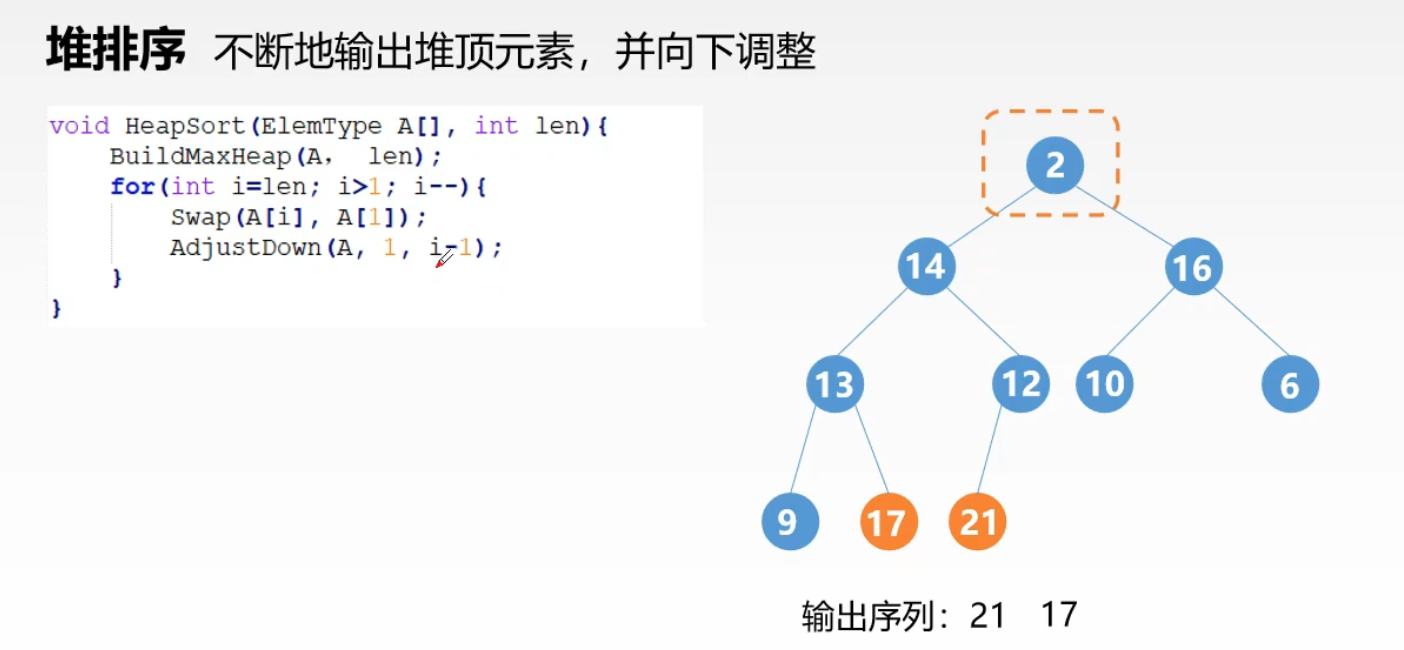 堆排序 不断地输出堆顶元素，并向下调整
void HeapSort(ElemType A[], int len){
    BuildMaxHeap(A, len);
    for(int i=len; i>1; i--){
        Swap(A[i], A[1]);
        AdjustDown(A, 1, i-1);
    }
}
2
14 16
13 12 10 6
9 17 21
输出序列：21 17